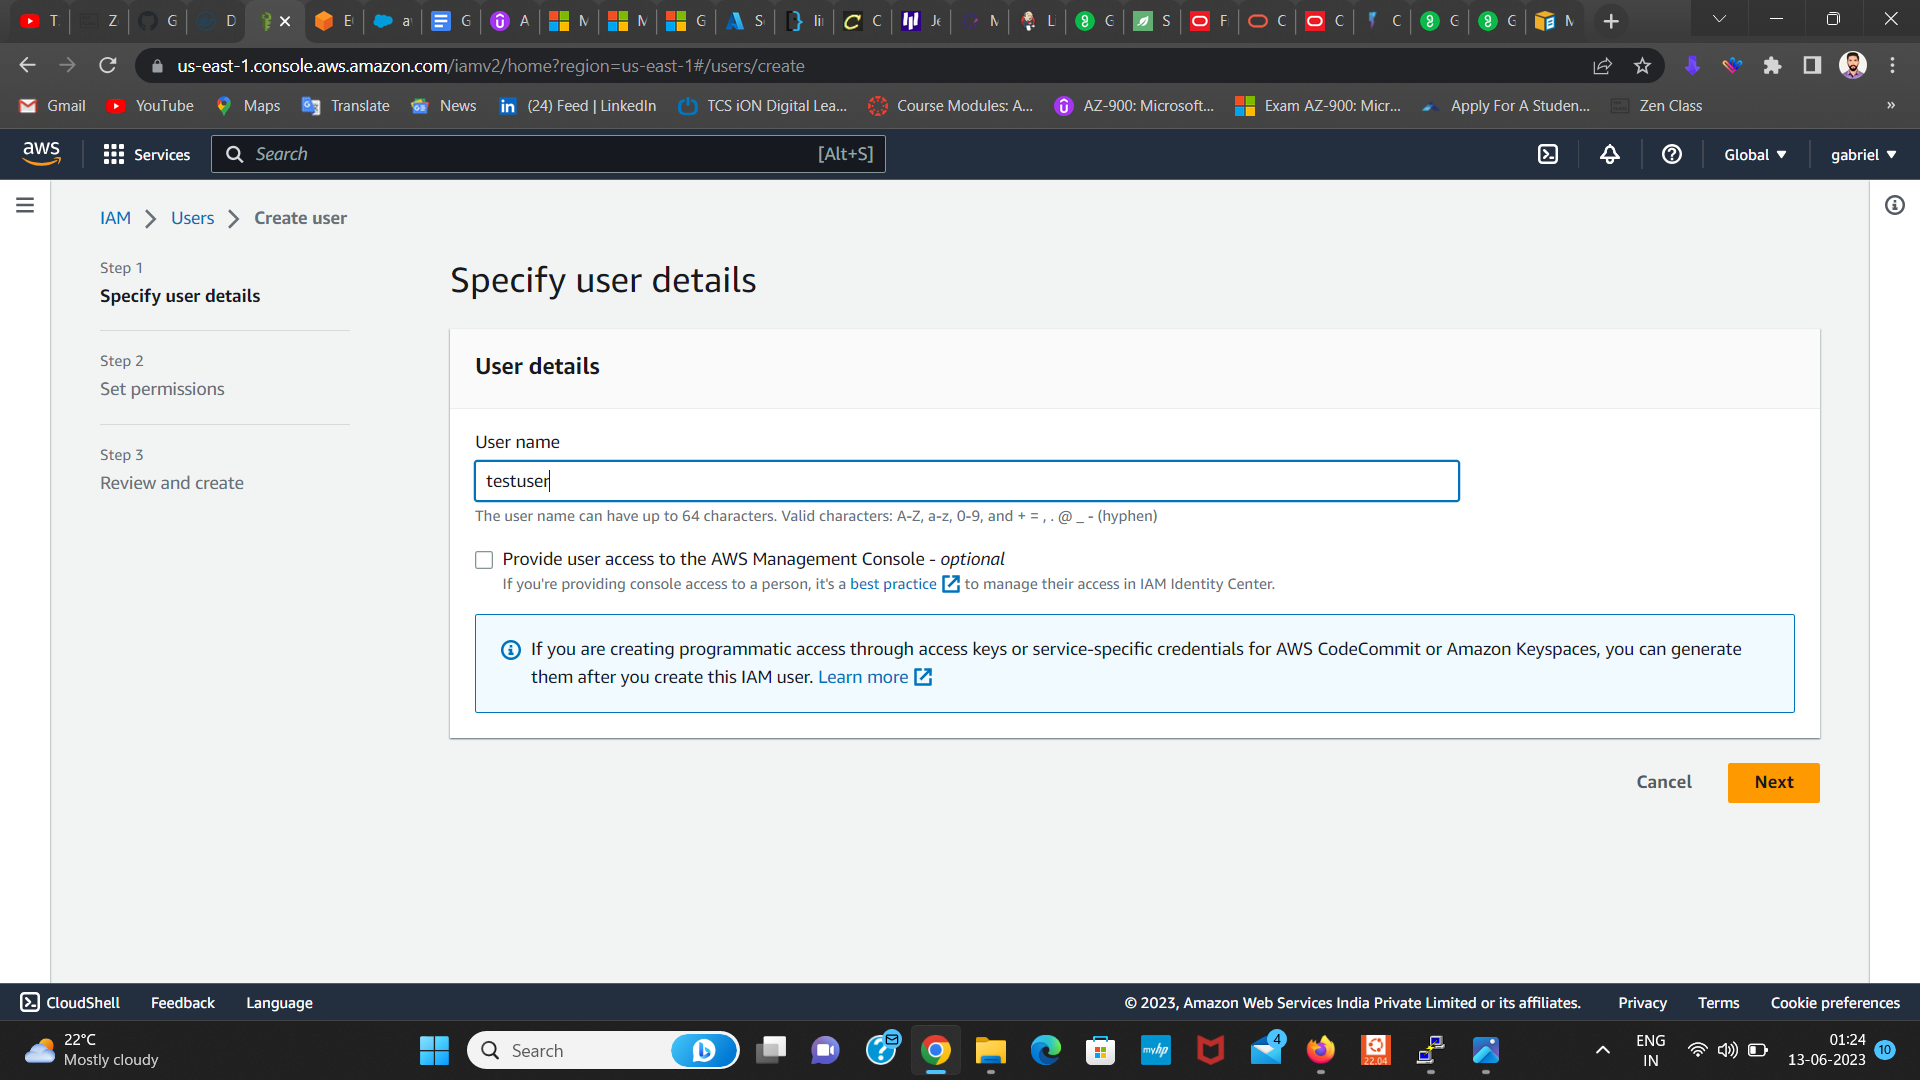 us-east-1.console.aws.amazon.com/iamv2/home?region=us-east-1#/users/create
Gmail YouTube Maps Translate News (24) Feed | LinkedIn TCS iON Digital Lea... Course Modules: A... AZ-900: Microsoft... Exam AZ-900: Micr... Apply For A Studen... Zen Class »
aws Services Search [Alt+S] Global gabriel
IAM Users Create user
Step 1
Specify user details
Step 2
Set permissions
Step 3
Review and create
Specify user details
User details
User name
testuser
The user name can have up to 64 characters. Valid characters: A-Z, a-z, 0-9, and + = , . @ _ - (hyphen)
Provide user access to the AWS Management Console - optional
If you're providing console access to a person, it's a best practice to manage their access in IAM Identity Center.
If you are creating programmatic access through access keys or service-specific credentials for AWS CodeCommit or Amazon Keyspaces, you can generate
them after you create this IAM user. Learn more
Cancel Next
CloudShell Feedback Language © 2023, Amazon Web Services India Private Limited or its affiliates. Privacy Terms Cookie preferences
22°C
Mostly cloudy
Search
myhp
4
22.04
ENG
IN
01:24
13-06-2023
10